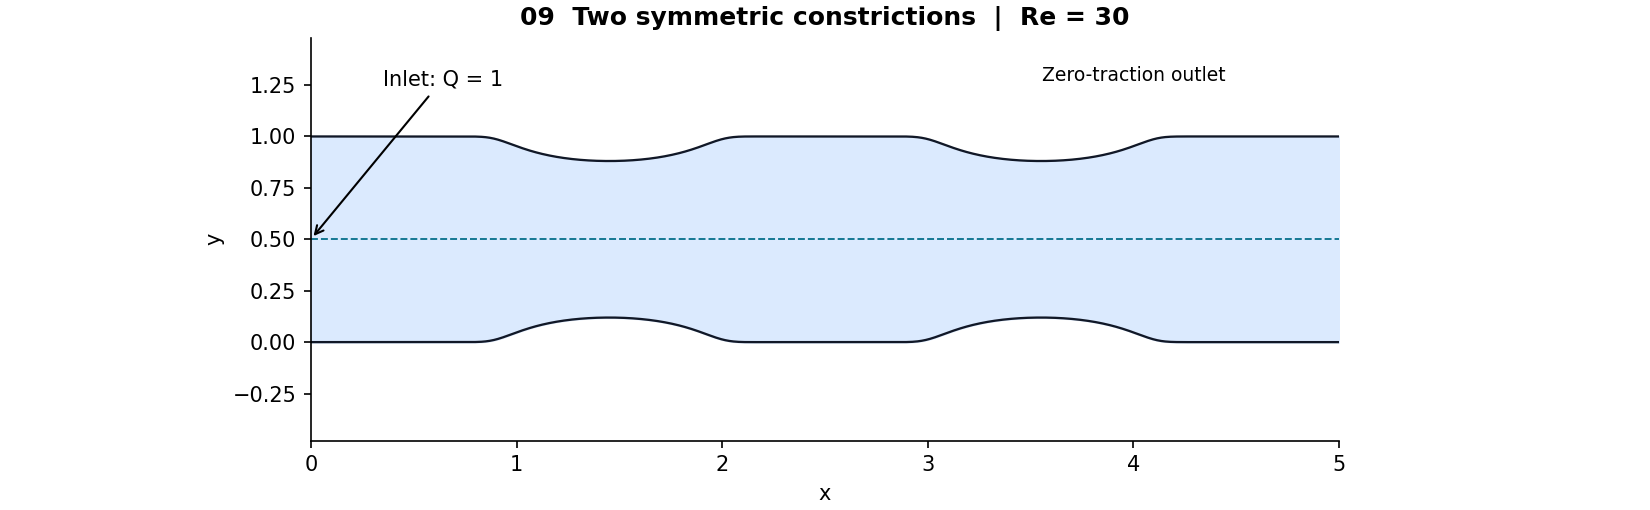 09 Two symmetric constrictions | Re = 30
Inlet: Q = 1
Zero-traction outlet
1.25
1.00
0.75
0.50
0.25
0.00
−0.25
y
0 1 2 3 4 5
x